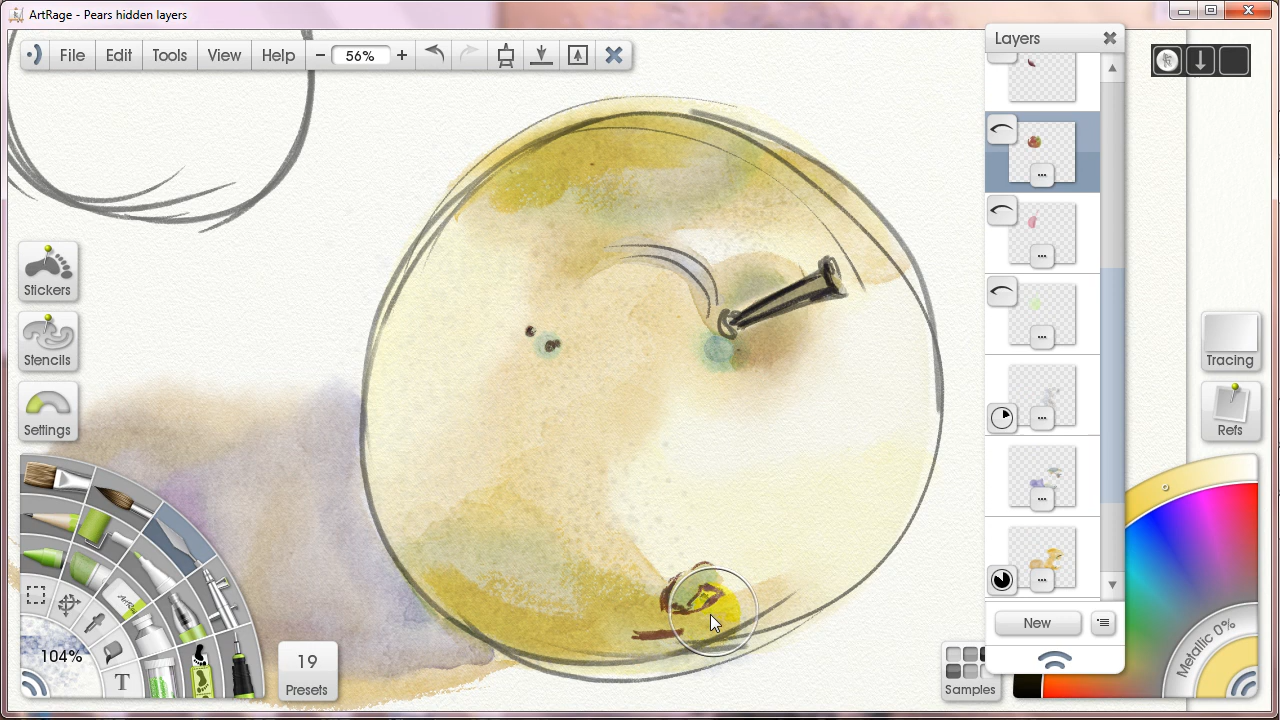 ArtRage - Pears hidden layers
File Edit Tools View Help − 56% +
Layers
Stickers
Stencils
Settings
104%
T
19
Presets
Tracing
Refs
New
Samples
Metallic 0%